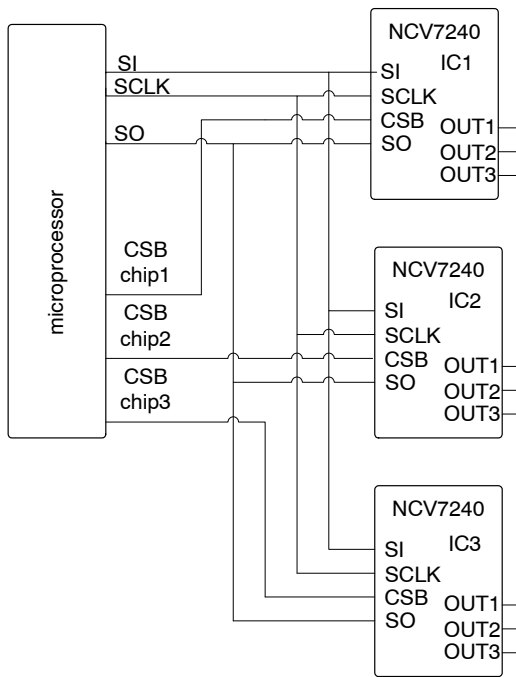 SI
SCLK
SO
microprocessor
CSB
chip1
CSB
chip2
CSB
chip3
NCV7240
IC1
SI
SCLK
CSB
SO
OUT1
OUT2
OUT3
NCV7240
IC2
SI
SCLK
CSB
SO
OUT1
OUT2
OUT3
NCV7240
IC3
SI
SCLK
CSB
SO
OUT1
OUT2
OUT3